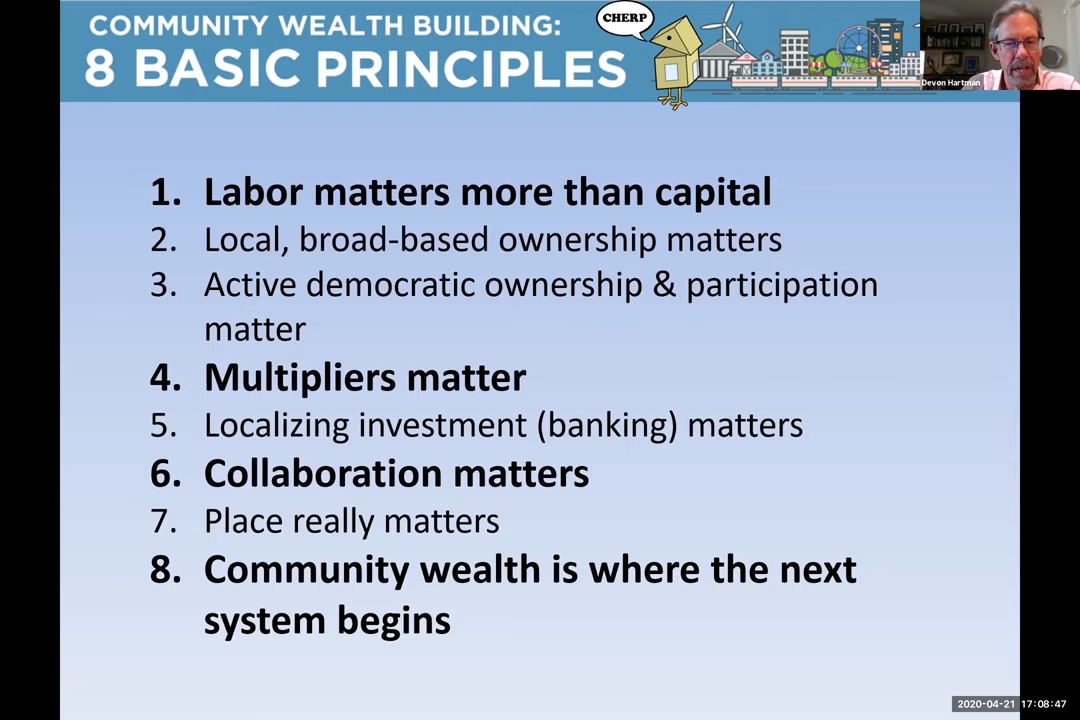 COMMUNITY WEALTH BUILDING:
8 BASIC PRINCIPLES
CHERP
Devon Hartman
1. Labor matters more than capital
2. Local, broad-based ownership matters
3. Active democratic ownership & participation
matter
4. Multipliers matter
5. Localizing investment (banking) matters
6. Collaboration matters
7. Place really matters
8. Community wealth is where the next
system begins
2020-04-21 17:08:47